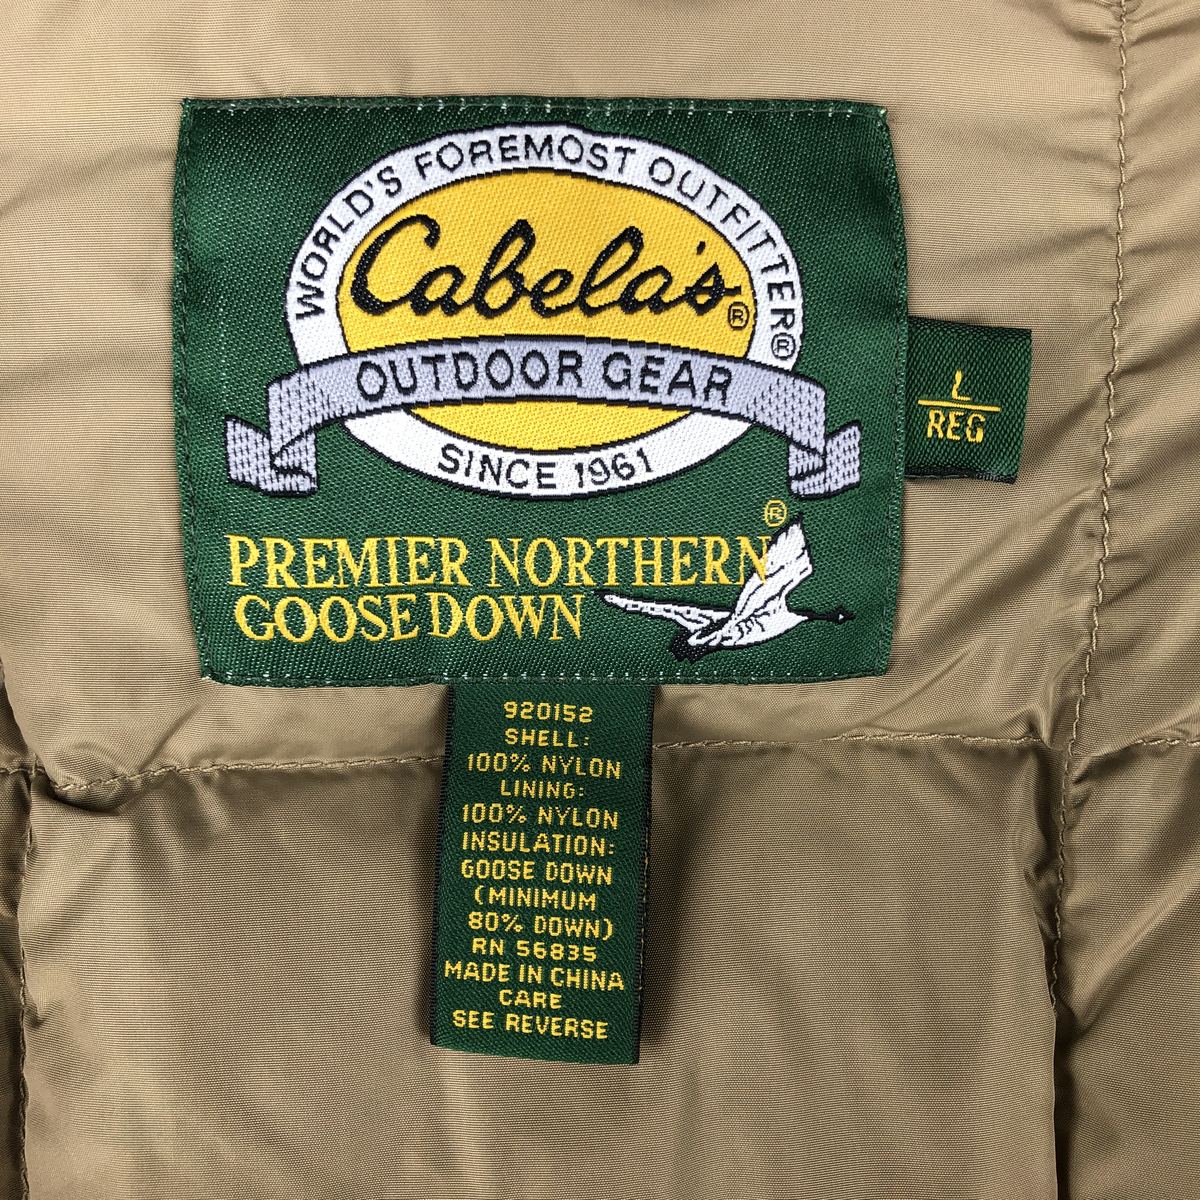 WORLD'S FOREMOST OUTFITTER®
Cabela's®
OUTDOOR GEAR
SINCE 1961
L
REG
PREMIER NORTHERN®
GOOSE DOWN
920152
SHELL:
100% NYLON
LINING:
100% NYLON
INSULATION:
GOOSE DOWN
(MINIMUM
80% DOWN)
RN 56835
MADE IN CHINA
CARE
SEE REVERSE